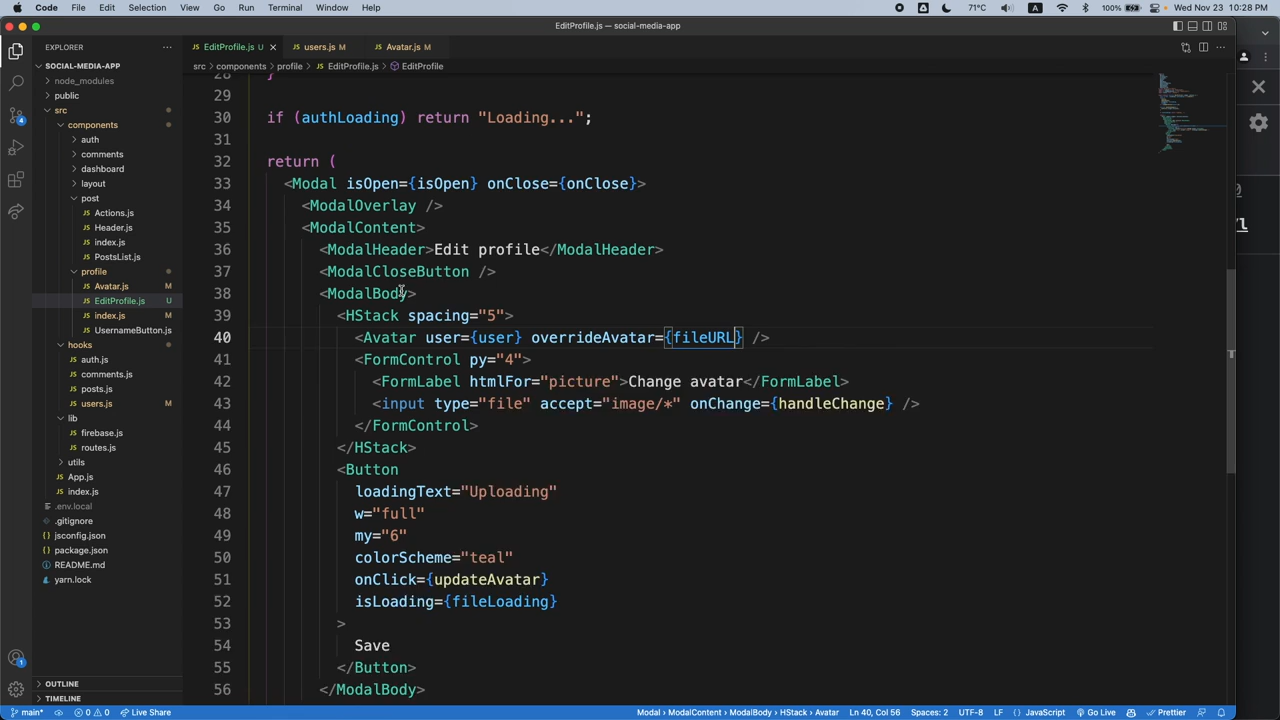 Code File Edit Selection View Go Run Terminal Window Help 71°C A 100% Wed Nov 23 10:28 PM
EditProfile.js — social-media-app
EXPLORER ···
EditProfile.js U × users.js M Avatar.js M
SOCIAL-MEDIA-APP
src > components > profile > EditProfile.js > EditProfile
node_modules
public
src
components
auth
comments
dashboard
layout
post
Actions.js
Header.js
index.js
PostsList.js
profile
Avatar.js M
EditProfile.js U
index.js M
UsernameButton.js
hooks
auth.js
comments.js
posts.js
users.js M
lib
firebase.js
routes.js
utils
App.js
index.js
.env.local
.gitignore
jsconfig.json
package.json
README.md
yarn.lock
OUTLINE
TIMELINE
28 }
29
30 if (authLoading) return "Loading...";
31
32 return (
33 <Modal isOpen={isOpen} onClose={onClose}>
34 <ModalOverlay />
35 <ModalContent>
36 <ModalHeader>Edit profile</ModalHeader>
37 <ModalCloseButton />
38 <ModalBody>
39 <HStack spacing="5">
40 <Avatar user={user} overrideAvatar={fileURL} />
41 <FormControl py="4">
42 <FormLabel htmlFor="picture">Change avatar</FormLabel>
43 <input type="file" accept="image/*" onChange={handleChange} />
44 </FormControl>
45 </HStack>
46 <Button
47 loadingText="Uploading"
48 w="full"
49 my="6"
50 colorScheme="teal"
51 onClick={updateAvatar}
52 isLoading={fileLoading}
53 >
54 Save
55 </Button>
56 </ModalBody>
main* 0 0 Live Share Modal › ModalContent › ModalBody › HStack › Avatar Ln 40, Col 56 Spaces: 2 UTF-8 LF {} JavaScript Go Live Prettier